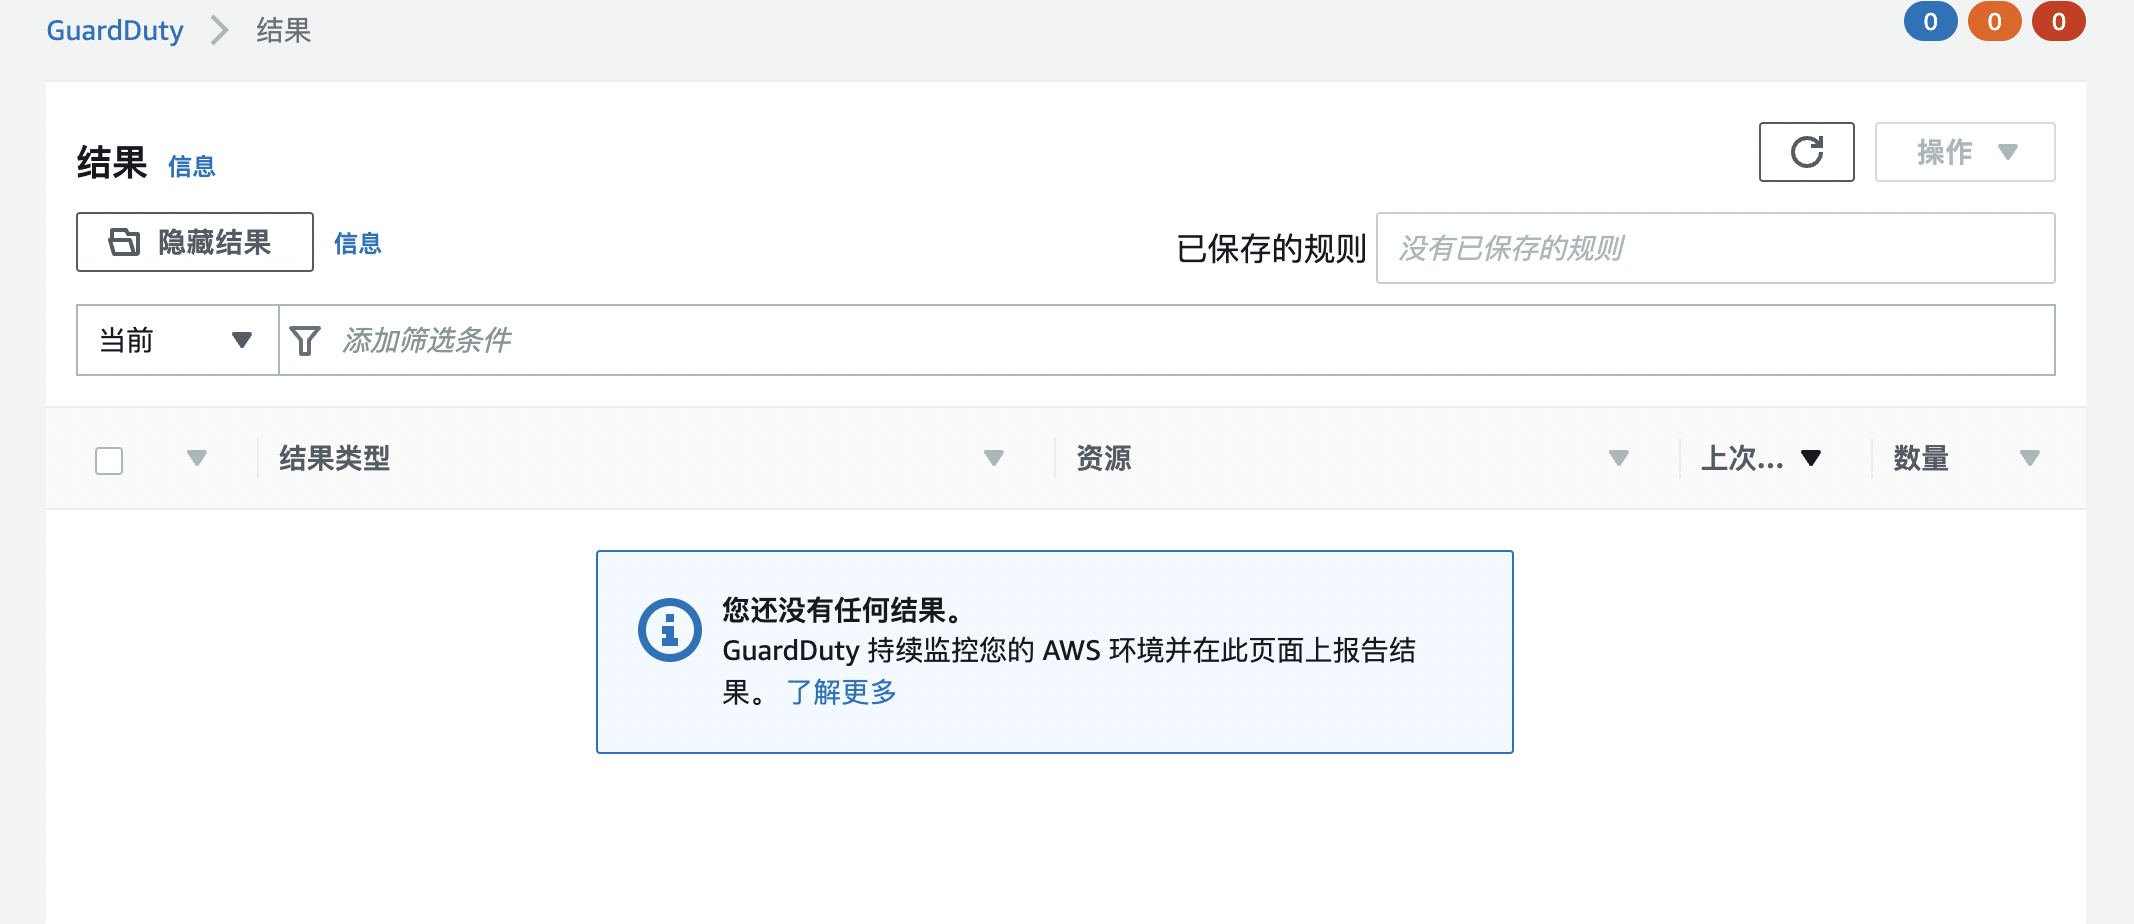 GuardDuty 结果
0 0 0
结果 信息
操作
隐藏结果 信息
已保存的规则 没有已保存的规则
当前 添加筛选条件
结果类型 资源 上次... 数量
您还没有任何结果。
GuardDuty 持续监控您的 AWS 环境并在此页面上报告结
果。 了解更多